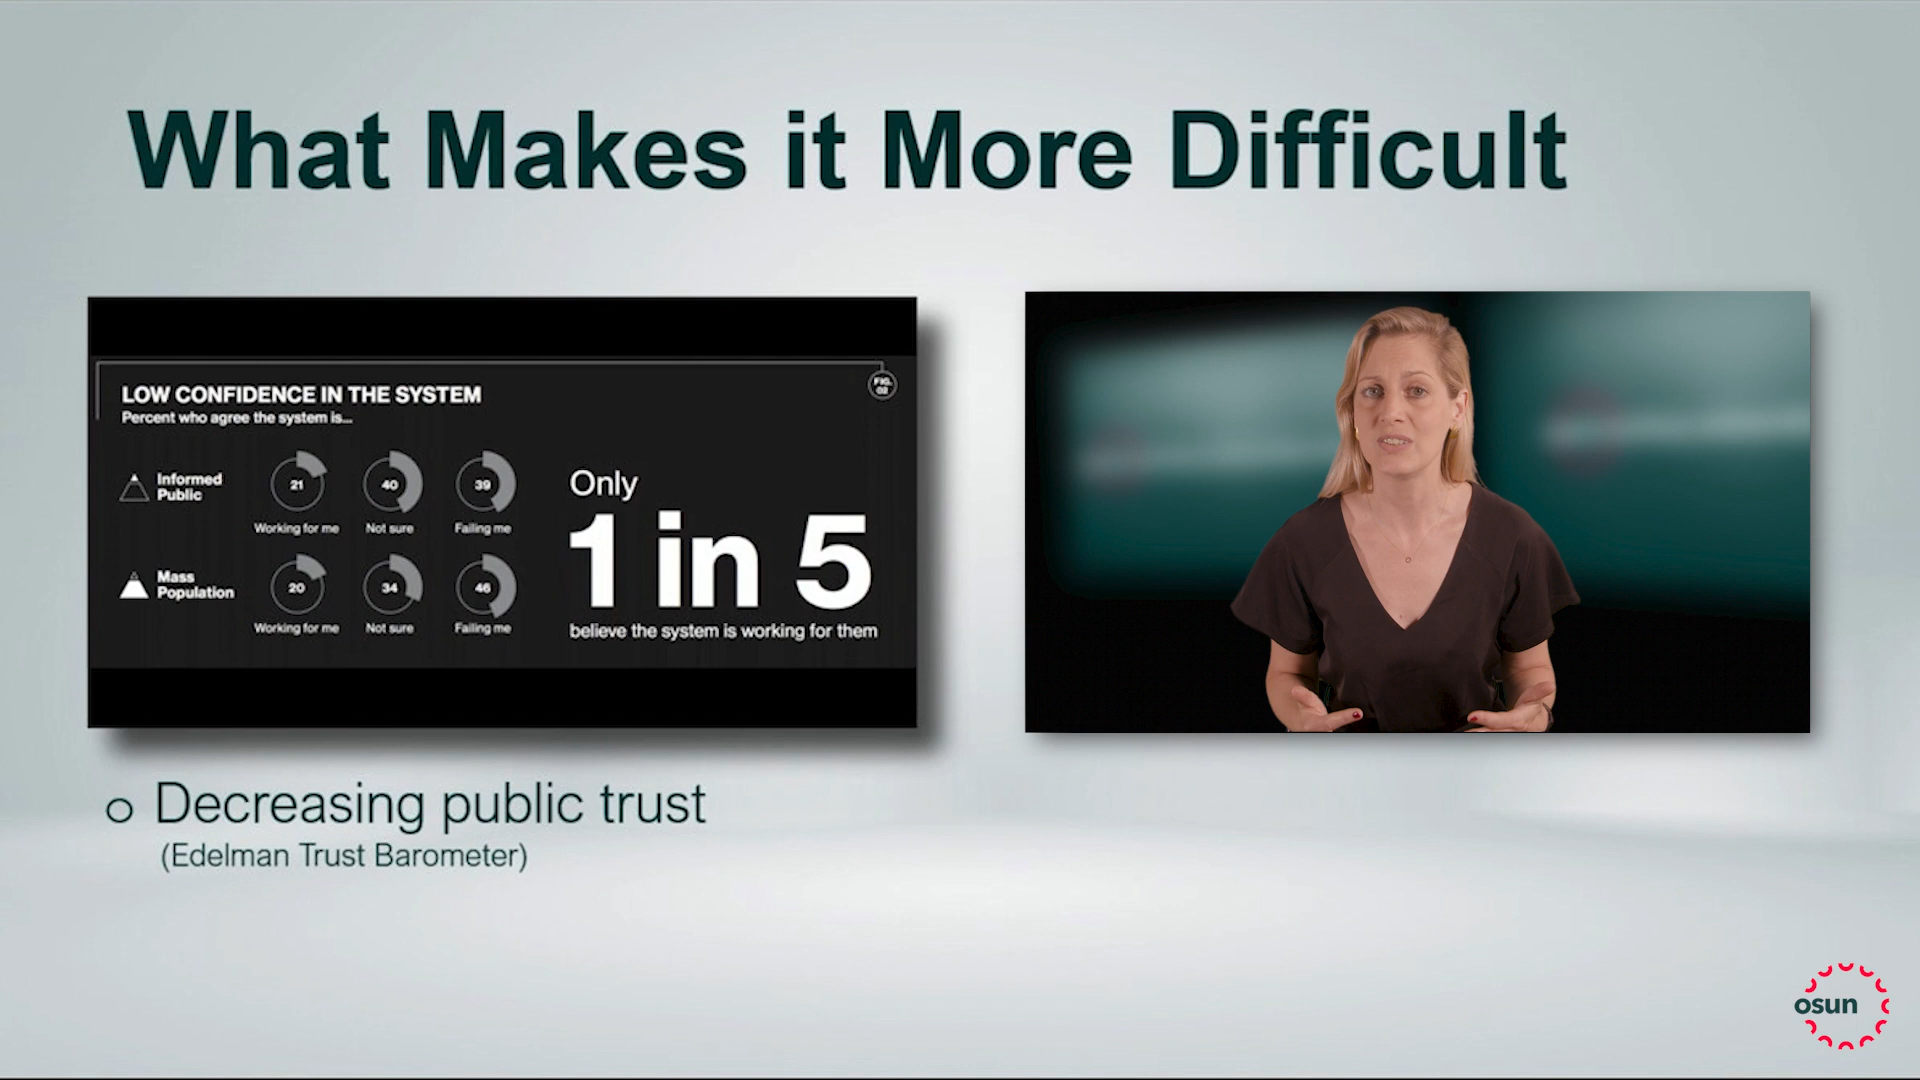 What Makes it More Difficult
LOW CONFIDENCE IN THE SYSTEM
Percent who agree the system is...
FIG.
02
Informed
Public
21
40
39
Working for me
Not sure
Failing me
Mass
Population
20
34
46
Working for me
Not sure
Failing me
Only
1 in 5
believe the system is working for them
o Decreasing public trust
(Edelman Trust Barometer)
osun